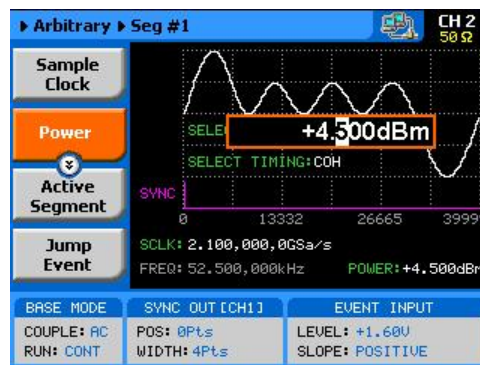 Arbitrary Seg #1
CH 2
50 Ω
Sample
Clock
Power
Active
Segment
Jump
Event
+4.500dBm
SELECT TIMING:COH
SYNC
0 13332 26665 3999
SCLK: 2.100,000,0GSa/s
FREQ: 52.500,000kHz POWER:+4.500dBm
BASE MODE
COUPLE: AC
RUN: CONT
SYNC OUT [CH1]
POS: 0Pts
WIDTH: 4Pts
EVENT INPUT
LEVEL: +1.60V
SLOPE: POSITIVE